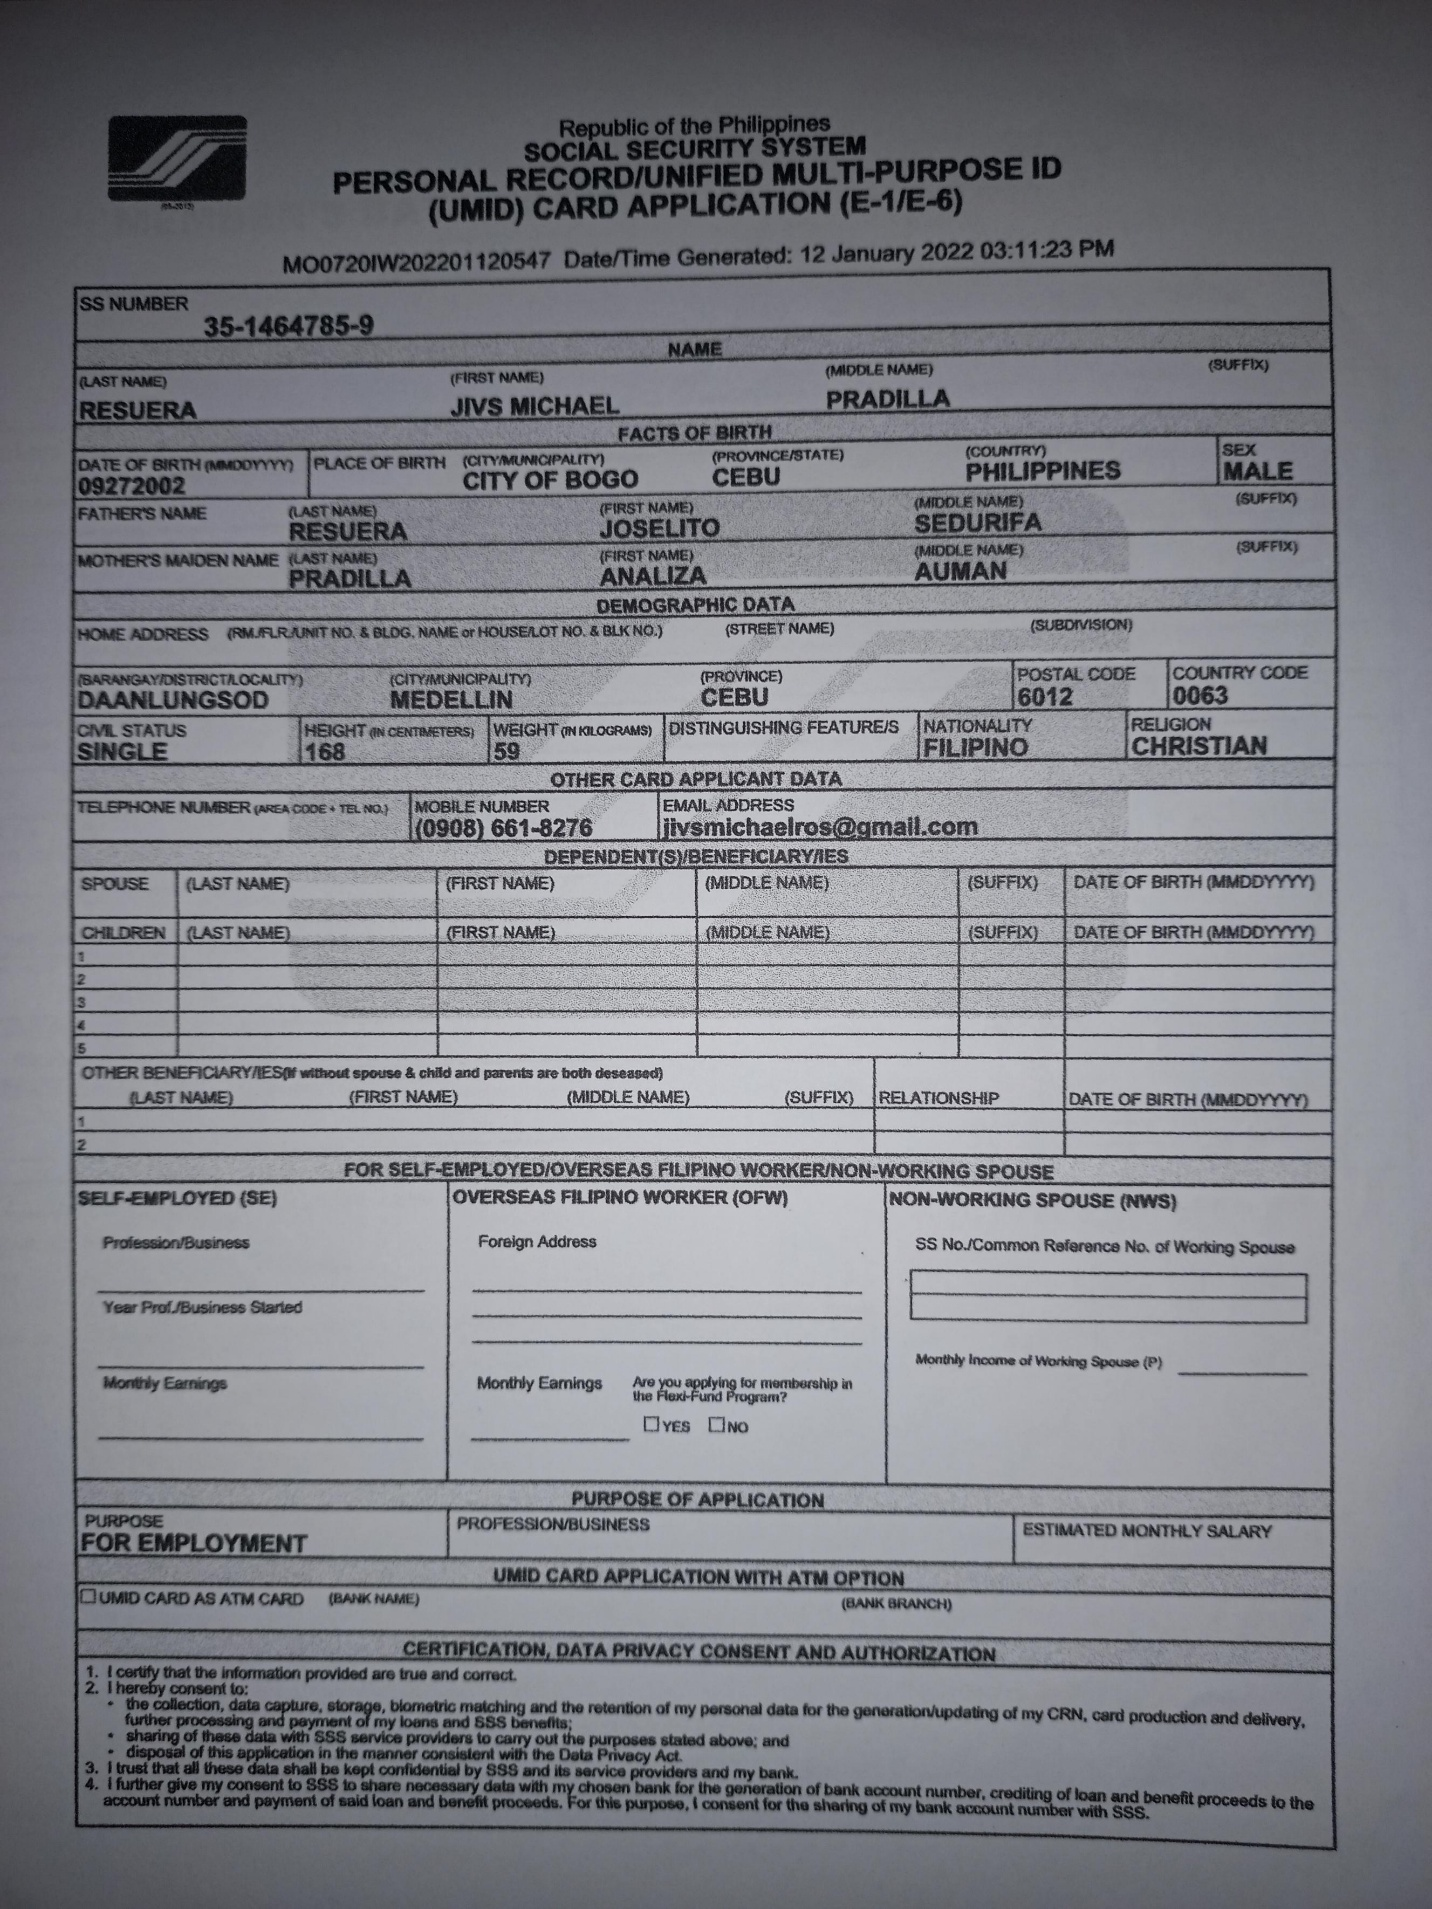 Republic of the Philippines
SOCIAL SECURITY SYSTEM
PERSONAL RECORD/UNIFIED MULTI-PURPOSE ID
(UMID) CARD APPLICATION (E-1/E-6)
MO0720IW202201120547 Date/Time Generated: 12 January 2022 03:11:23 PM
SS NUMBER
35-1464785-9
NAME
(LAST NAME) (FIRST NAME) (MIDDLE NAME) (SUFFIX)
RESUERA JIVS MICHAEL PRADILLA
FACTS OF BIRTH
DATE OF BIRTH (MMDDYYYY) PLACE OF BIRTH (CITY/MUNICIPALITY) (PROVINCE/STATE) (COUNTRY) SEX
09272002 CITY OF BOGO CEBU PHILIPPINES MALE
FATHER'S NAME (LAST NAME) (FIRST NAME) (MIDDLE NAME) (SUFFIX)
RESUERA JOSELITO SEDURIFA
MOTHER'S MAIDEN NAME (LAST NAME) (FIRST NAME) (MIDDLE NAME) (SUFFIX)
PRADILLA ANALIZA AUMAN
DEMOGRAPHIC DATA
HOME ADDRESS (RM./FLR./UNIT NO. & BLDG. NAME or HOUSE/LOT NO. & BLK NO.) (STREET NAME) (SUBDIVISION)
(BARANGAY/DISTRICT/LOCALITY) (CITY/MUNICIPALITY) (PROVINCE) POSTAL CODE COUNTRY CODE
DAANLUNGSOD MEDELLIN CEBU 6012 0063
CIVIL STATUS HEIGHT (IN CENTIMETERS) WEIGHT (IN KILOGRAMS) DISTINGUISHING FEATURE/S NATIONALITY RELIGION
SINGLE 168 59 FILIPINO CHRISTIAN
OTHER CARD APPLICANT DATA
TELEPHONE NUMBER (AREA CODE + TEL NO.) MOBILE NUMBER EMAIL ADDRESS
(0908) 661-8276 jivsmichaelros@gmail.com
DEPENDENT(S)/BENEFICIARY/IES
SPOUSE (LAST NAME) (FIRST NAME) (MIDDLE NAME) (SUFFIX) DATE OF BIRTH (MMDDYYYY)
CHILDREN (LAST NAME) (FIRST NAME) (MIDDLE NAME) (SUFFIX) DATE OF BIRTH (MMDDYYYY)
1
2
3
4
5
OTHER BENEFICIARY/IES(If without spouse & child and parents are both deseased)
(LAST NAME) (FIRST NAME) (MIDDLE NAME) (SUFFIX) RELATIONSHIP DATE OF BIRTH (MMDDYYYY)
1
2
FOR SELF-EMPLOYED/OVERSEAS FILIPINO WORKER/NON-WORKING SPOUSE
SELF-EMPLOYED (SE) OVERSEAS FILIPINO WORKER (OFW) NON-WORKING SPOUSE (NWS)
Profession/Business Foreign Address SS No./Common Reference No. of Working Spouse
Year Prof./Business Started
Monthly Income of Working Spouse (P)
Monthly Earnings Monthly Earnings Are you applying for membership in
the Flexi-Fund Program?
YES NO
PURPOSE OF APPLICATION
PURPOSE PROFESSION/BUSINESS ESTIMATED MONTHLY SALARY
FOR EMPLOYMENT
UMID CARD APPLICATION WITH ATM OPTION
UMID CARD AS ATM CARD (BANK NAME) (BANK BRANCH)
CERTIFICATION, DATA PRIVACY CONSENT AND AUTHORIZATION
1. I certify that the information provided are true and correct.
2. I hereby consent to:
• the collection, data capture, storage, biometric matching and the retention of my personal data for the generation/updating of my CRN, card production and delivery,
further processing and payment of my loans and SSS benefits;
• sharing of these data with SSS service providers to carry out the purposes stated above; and
• disposal of this application in the manner consistent with the Data Privacy Act.
3. I trust that all these data shall be kept confidential by SSS and its service providers and my bank.
4. I further give my consent to SSS to share necessary data with my chosen bank for the generation of bank account number, crediting of loan and benefit proceeds to the
account number and payment of said loan and benefit proceeds. For this purpose, I consent for the sharing of my bank account number with SSS.